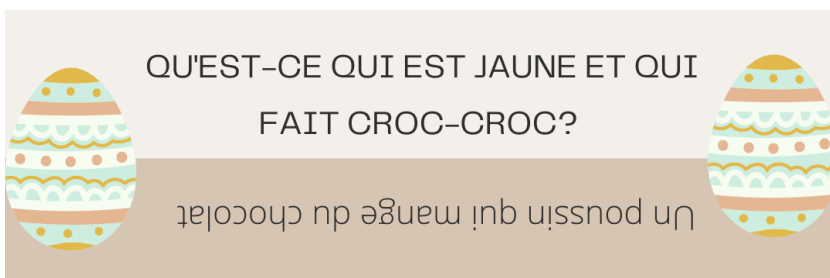 QU'EST-CE QUI EST JAUNE ET QUI
FAIT CROC-CROC?
Un poussin qui mange du chocolat